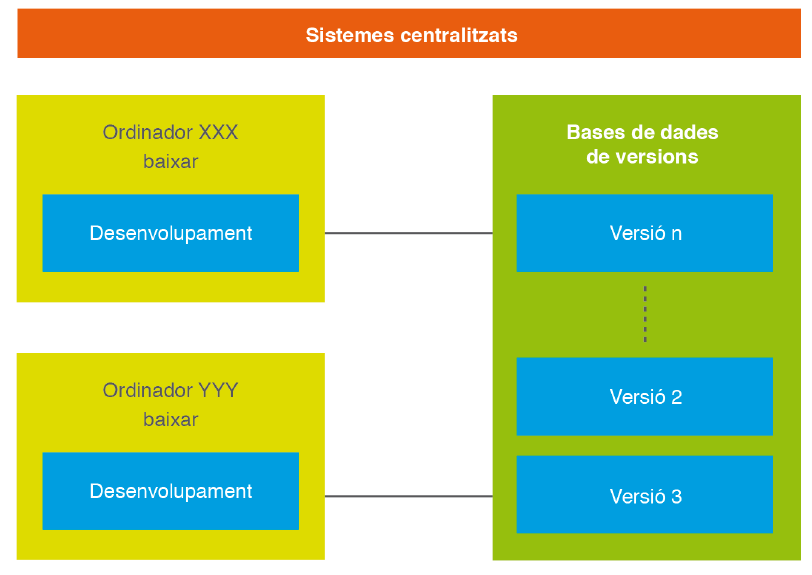 Sistemes centralitzats
Ordinador XXX
baixar
Desenvolupament
Bases de dades
de versions
Versió n
Ordinador YYY
baixar
Desenvolupament
Versió 2
Versió 3